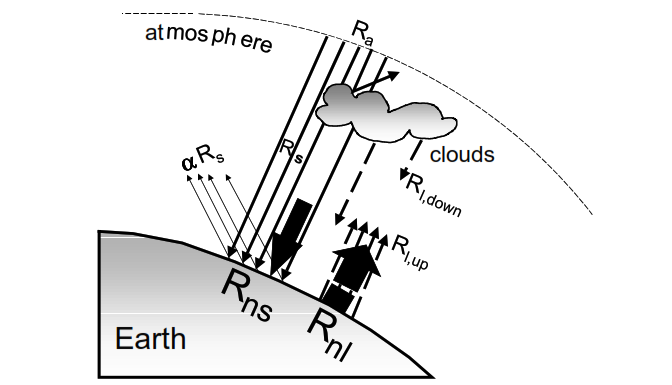 atmosphere
Ra
Rs
αRs
clouds
Rl,down
Rl,up
Rns
Rnl
Earth